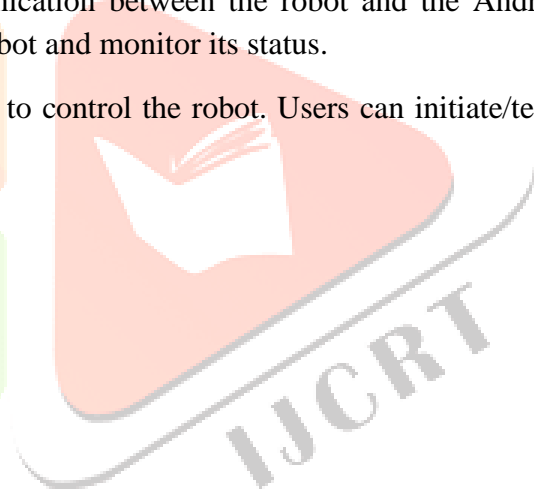 nication between the robot and the Andr
bot and monitor its status.
to control the robot. Users can initiate/te
IJCRT